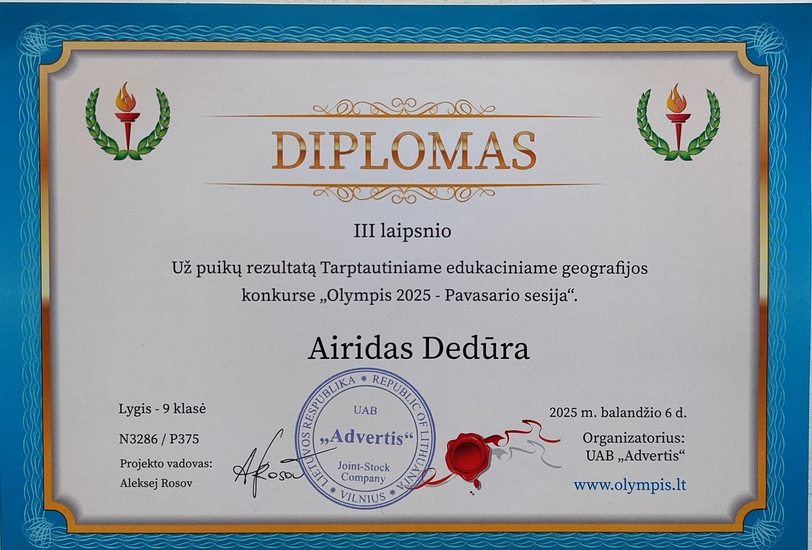 DIPLOMAS
III laipsnio
Už puikų rezultatą Tarptautiniame edukaciniame geografijos
konkurse „Olympis 2025 - Pavasario sesija“.
Airidas Dedūra
Lygis - 9 klasė
N3286 / P375
Projekto vadovas:
Aleksej Rosov
LIETUVOS RESPUBLIKA * REPUBLIC OF LITHUANIA
* VILNIUS *
UAB
„Advertis“
Joint-Stock
Company
2025 m. balandžio 6 d.
Organizatorius:
UAB „Advertis“
www.olympis.lt